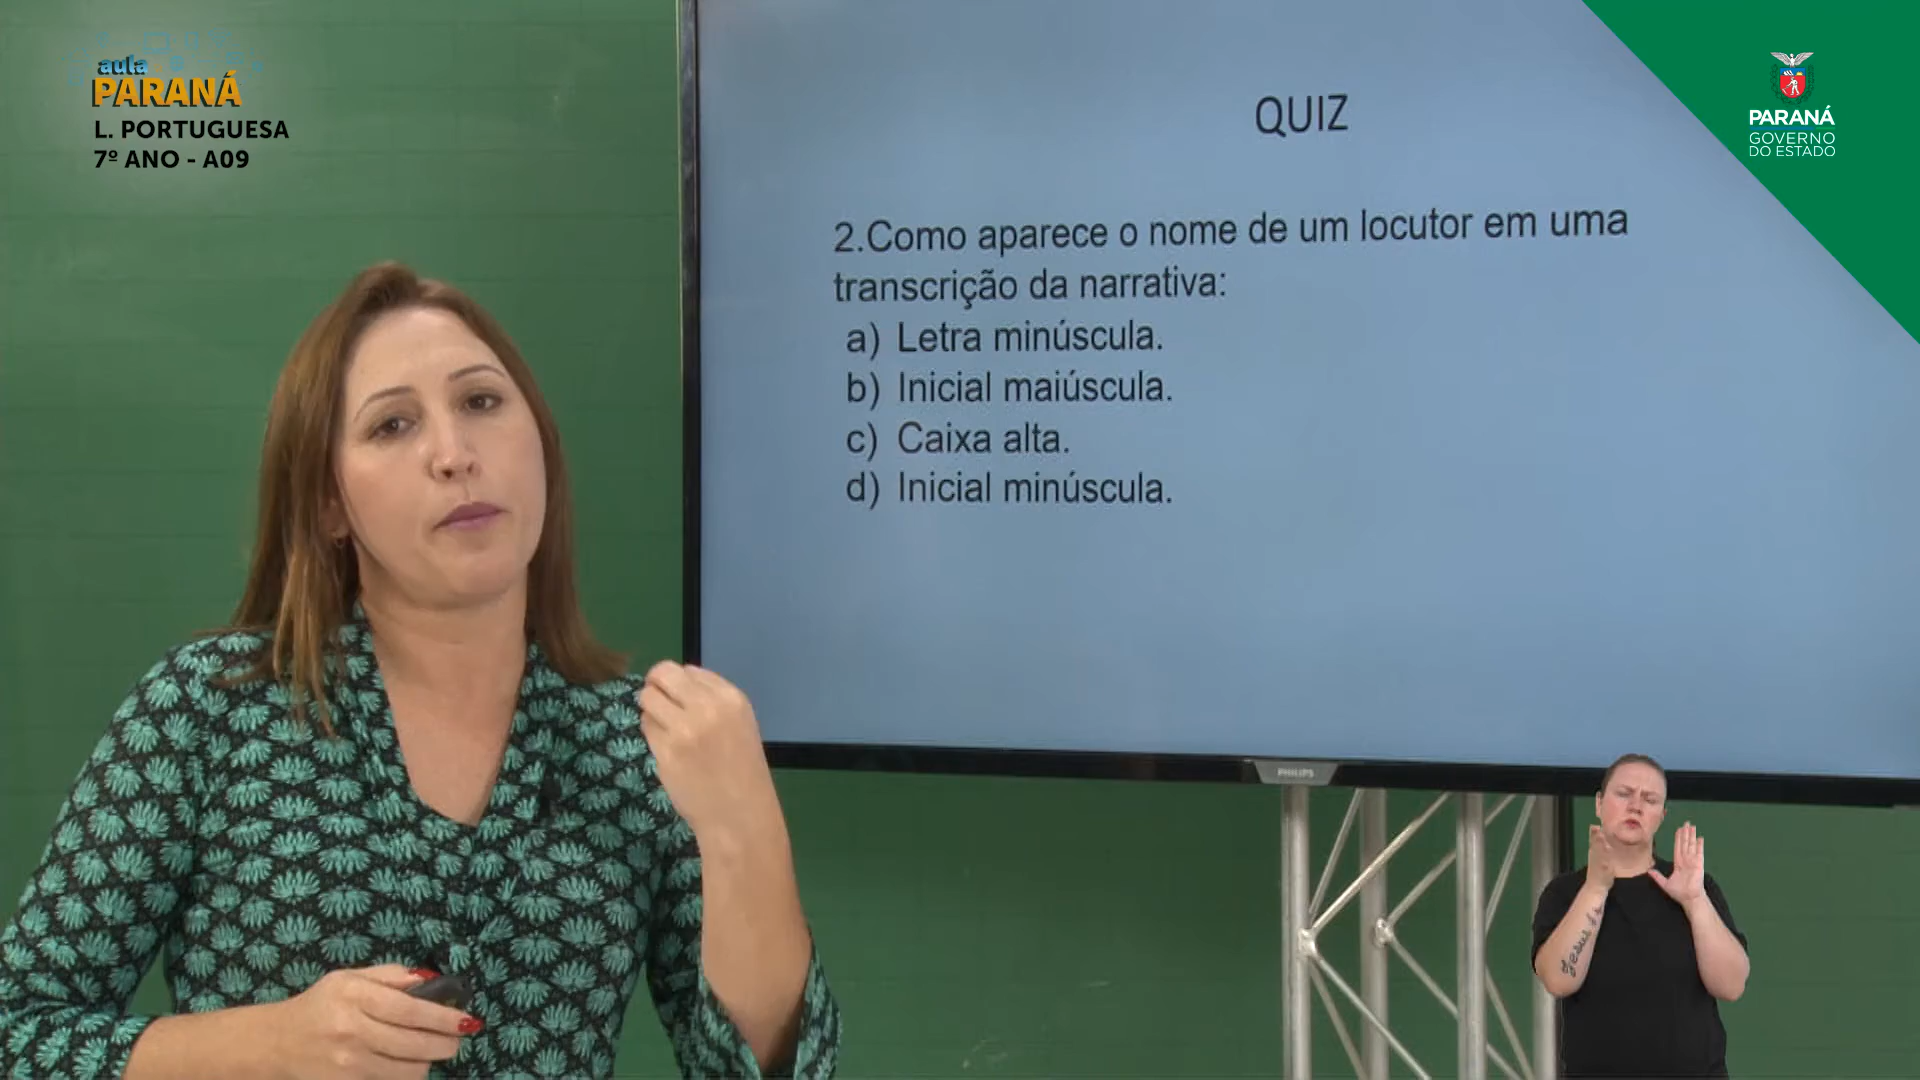 aula
PARANÁ
L. PORTUGUESA
7º ANO - A09
QUIZ
2.Como aparece o nome de um locutor em uma
transcrição da narrativa:
a) Letra minúscula.
b) Inicial maiúscula.
c) Caixa alta.
d) Inicial minúscula.
PARANÁ
GOVERNO
DO ESTADO
PHILIPS
Jesus